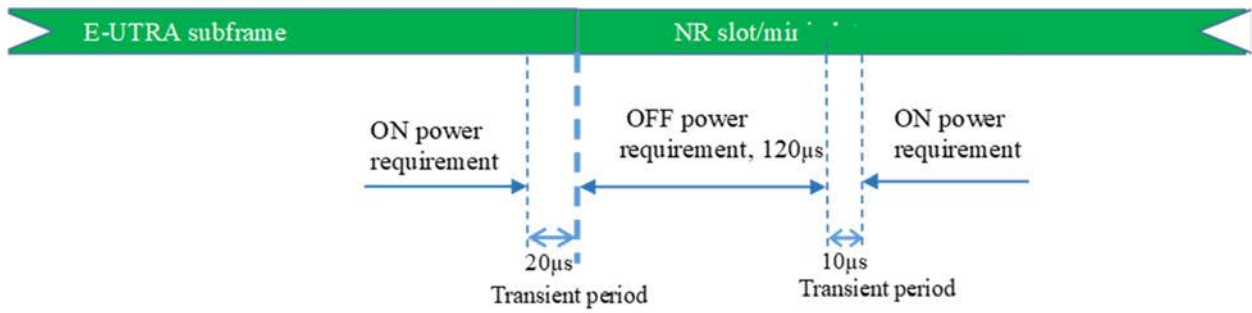 E-UTRA subframe
NR
ON power
requirement
OFF power
requirement, 120µs
ON power
requirement
20µs
Transient period
10µs
Transient period